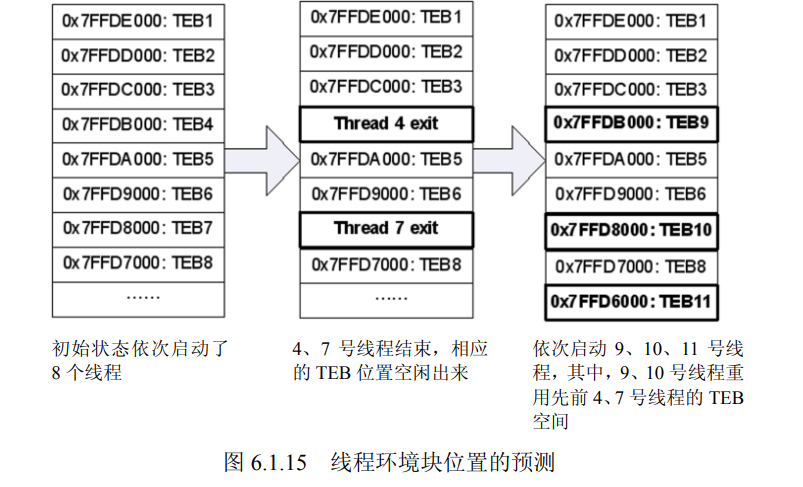 0x7FFDE000: TEB1
0x7FFDD000: TEB2
0x7FFDC000: TEB3
0x7FFDB000: TEB4
0x7FFDA000: TEB5
0x7FFD9000: TEB6
0x7FFD8000: TEB7
0x7FFD7000: TEB8
……
0x7FFDE000: TEB1
0x7FFDD000: TEB2
0x7FFDC000: TEB3
Thread 4 exit
0x7FFDA000: TEB5
0x7FFD9000: TEB6
Thread 7 exit
0x7FFD7000: TEB8
……
0x7FFDE000: TEB1
0x7FFDD000: TEB2
0x7FFDC000: TEB3
0x7FFDB000: TEB9
0x7FFDA000: TEB5
0x7FFD9000: TEB6
0x7FFD8000: TEB10
0x7FFD7000: TEB8
0x7FFD6000: TEB11
初始状态依次启动了
8 个线程
4、7 号线程结束，相应
的 TEB 位置空闲出来
依次启动 9、10、11 号线
程，其中，9、10 号线程重
用先前 4、7 号线程的 TEB
空间
图 6.1.15 线程环境块位置的预测